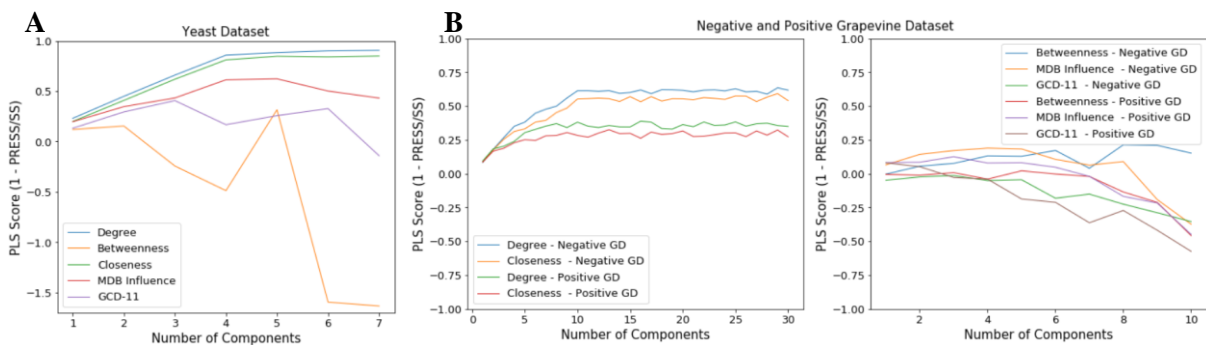 A
Yeast Dataset
PLS Score (1 - PRESS/SS)
1.0
0.5
0.0
−0.5
−1.0
−1.5
Degree
Betweenness
Closeness
MDB Influence
GCD-11
1 2 3 4 5 6 7
Number of Components
B
Negative and Positive Grapevine Dataset
PLS Score (1 - PRESS/SS)
1.00
0.75
0.50
0.25
0.00
−0.25
−0.50
−0.75
−1.00
Degree - Negative GD
Closeness - Negative GD
Degree - Positive GD
Closeness - Positive GD
0 5 10 15 20 25 30
Number of Components
PLS Score (1 - PRESS/SS)
1.00
0.75
0.50
0.25
0.00
−0.25
−0.50
−0.75
−1.00
Betweenness - Negative GD
MDB Influence - Negative GD
GCD-11 - Negative GD
Betweenness - Positive GD
MDB Influence - Positive GD
GCD-11 - Positive GD
2 4 6 8 10
Number of Components